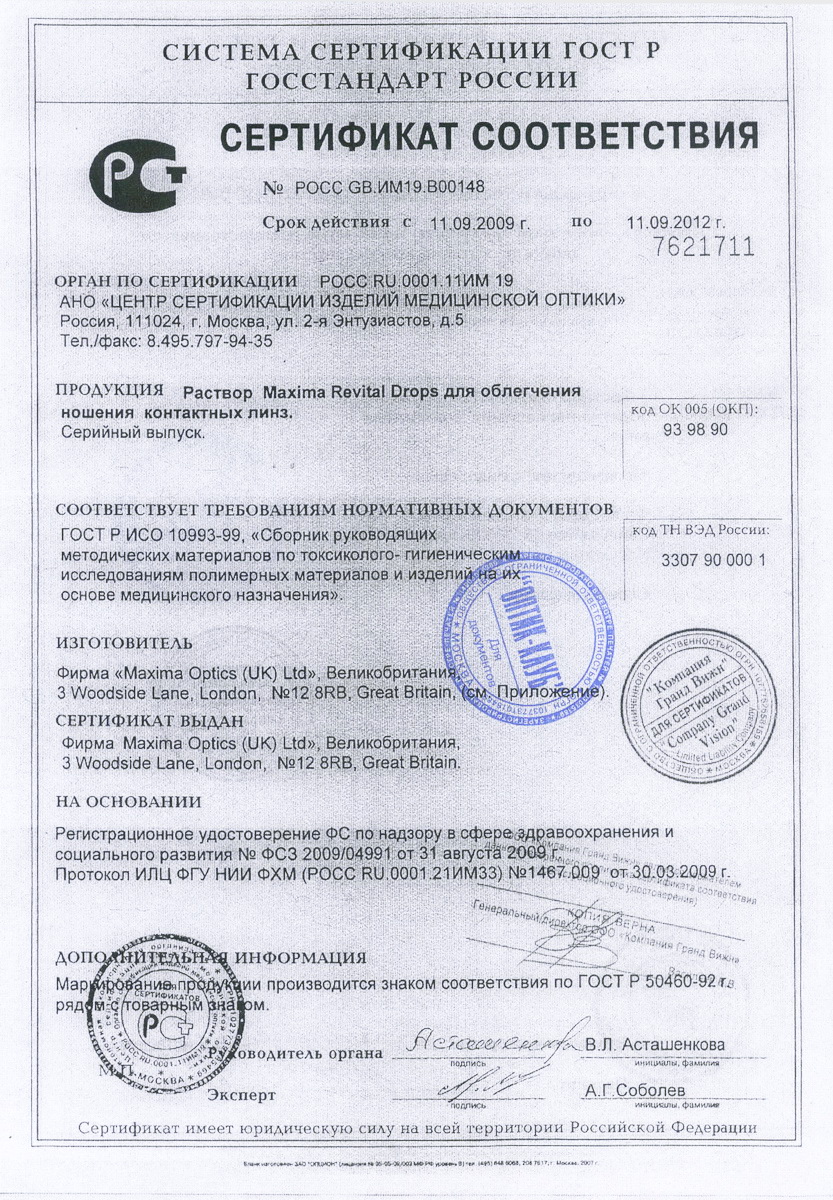 СИСТЕМА СЕРТИФИКАЦИИ ГОСТ Р
ГОССТАНДАРТ РОССИИ
СЕРТИФИКАТ СООТВЕТСТВИЯ
№ РОСС GB.ИМ19.В00148
Срок действия с 11.09.2009 г. по 11.09.2012 г.
7621711
ОРГАН ПО СЕРТИФИКАЦИИ РОСС RU.0001.11ИМ 19
АНО «ЦЕНТР СЕРТИФИКАЦИИ ИЗДЕЛИЙ МЕДИЦИНСКОЙ ОПТИКИ»
Россия, 111024, г. Москва, ул. 2-я Энтузиастов, д.5
Тел./факс: 8.495.797-94-35
ПРОДУКЦИЯ Раствор Maxima Revital Drops для облегчения
ношения контактных линз.
Серийный выпуск.
код ОК 005 (ОКП):
93 98 90
СООТВЕТСТВУЕТ ТРЕБОВАНИЯМ НОРМАТИВНЫХ ДОКУМЕНТОВ
ГОСТ Р ИСО 10993-99, «Сборник руководящих
методических материалов по токсиколого- гигиеническим
исследованиям полимерных материалов и изделий на их
основе медицинского назначения».
код ТН ВЭД России:
3307 90 000 1
"ОПТИК-КЛУБ"
Для
документов
ИЗГОТОВИТЕЛЬ
Фирма «Maxima Optics (UK) Ltd», Великобритания,
3 Woodside Lane, London, №12 8RB, Great Britain, (см. Приложение).
"Компания
Гранд Вижн"
ДЛЯ СЕРТИФИКАТОВ
"Company Grand
Vision"
Limited Liability Company
СЕРТИФИКАТ ВЫДАН
Фирма Maxima Optics (UK) Ltd», Великобритания,
3 Woodside Lane, London, №12 8RB, Great Britain.
НА ОСНОВАНИИ
Регистрационное удостоверение ФС по надзору в сфере здравоохранения и
социального развития № ФСЗ 2009/04991 от 31 августа 2009 г.
Протокол ИЛЦ ФГУ НИИ ФХМ (РОСС RU.0001.21ИМ33) №1467.009 от 30.03 2009 г.
КОПИЯ ВЕРНА
Генеральный директор ООО «Компания Гранд Вижн»
ДОПОЛНИТЕЛЬНАЯ ИНФОРМАЦИЯ
Маркирование продукции производится знаком соответствия по ГОСТ Р 50460-92 г.
рядом с товарным знаком.
СЕРТИФИКАТОВ
РОСС RU.0001.11ИМ19
МОСКВА
М.П.
Руководитель органа Асташенкова В.Л. Асташенкова
подпись инициалы, фамилия
Эксперт А.Г.Соболев
подпись инициалы, фамилия
Сертификат имеет юридическую силу на всей территории Российской Федерации